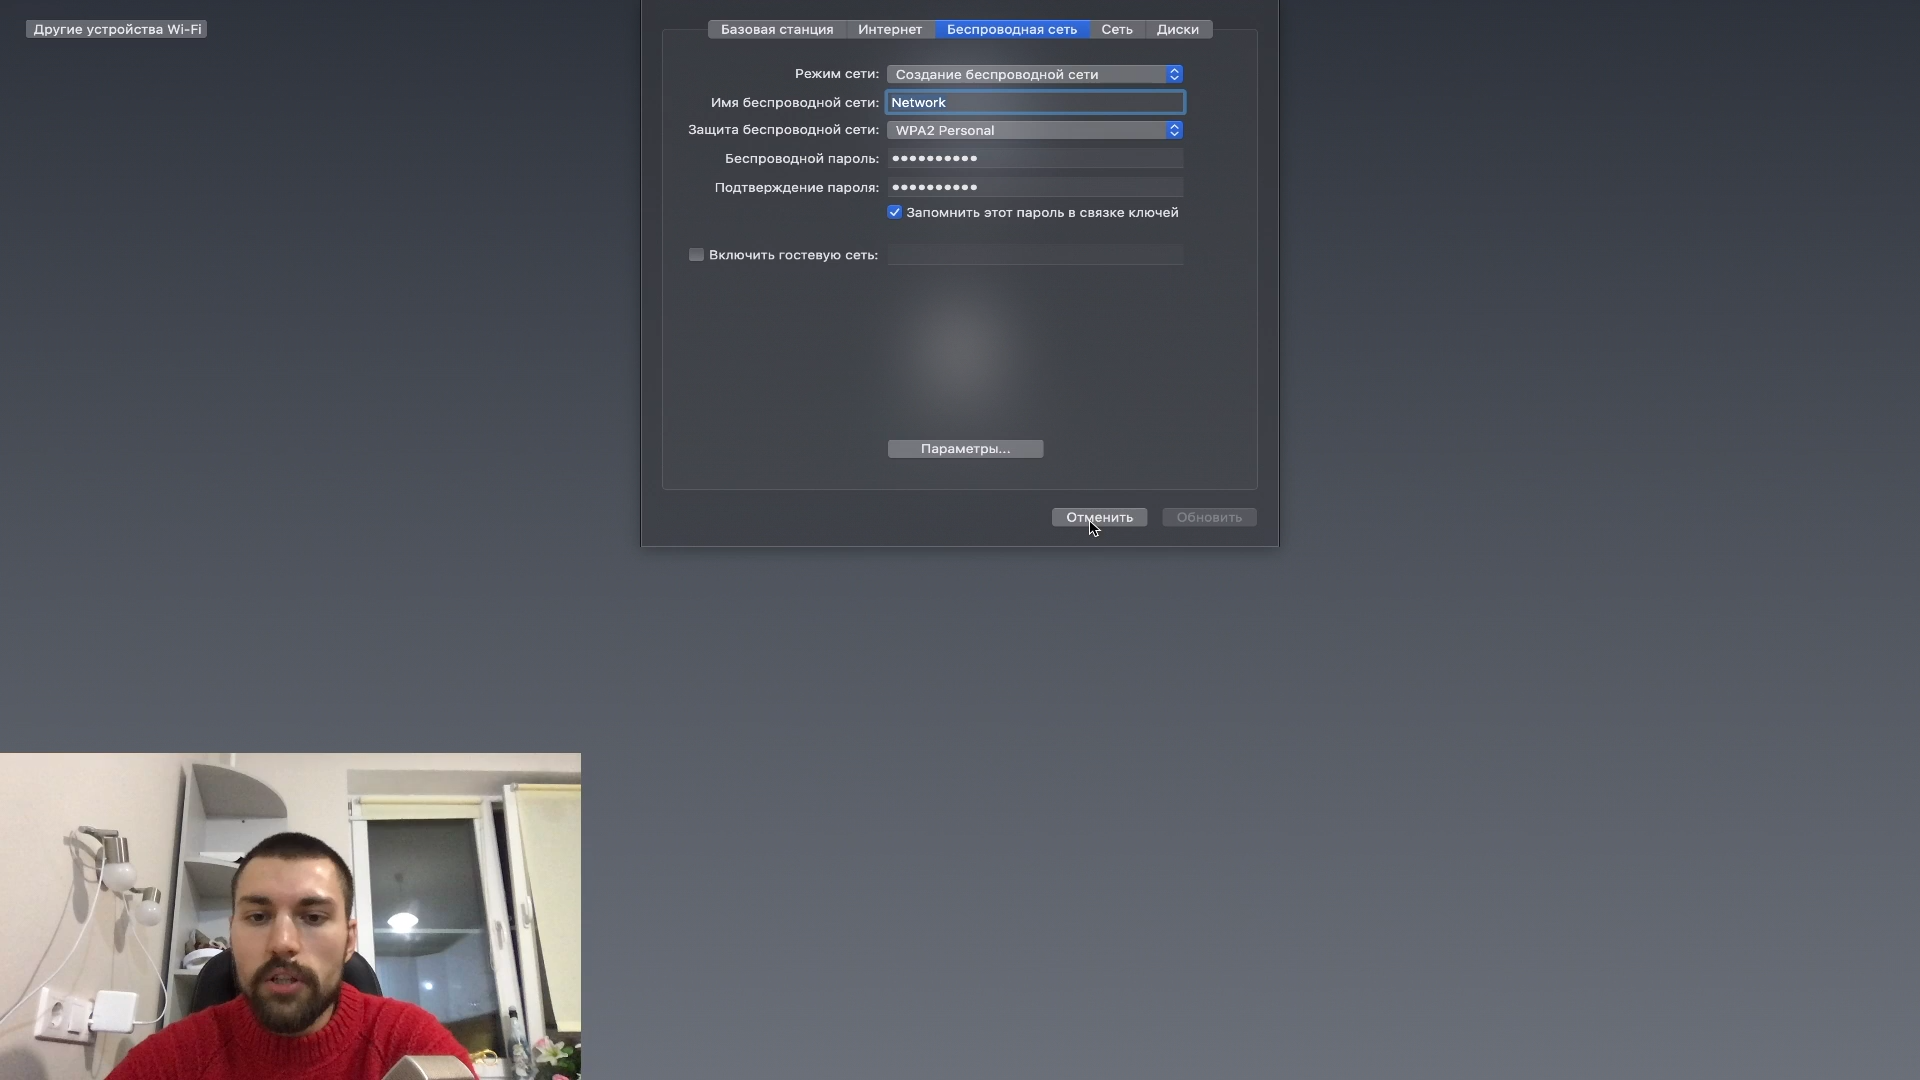 Другие устройства Wi-Fi
Базовая станция Интернет Беспроводная сеть Сеть Диски
Режим сети: Создание беспроводной сети
Имя беспроводной сети: Network
Защита беспроводной сети: WPA2 Personal
Беспроводной пароль: ●●●●●●●●●●
Подтверждение пароля: ●●●●●●●●●●
Запомнить этот пароль в связке ключей
Включить гостевую сеть:
Параметры...
Отменить Обновить